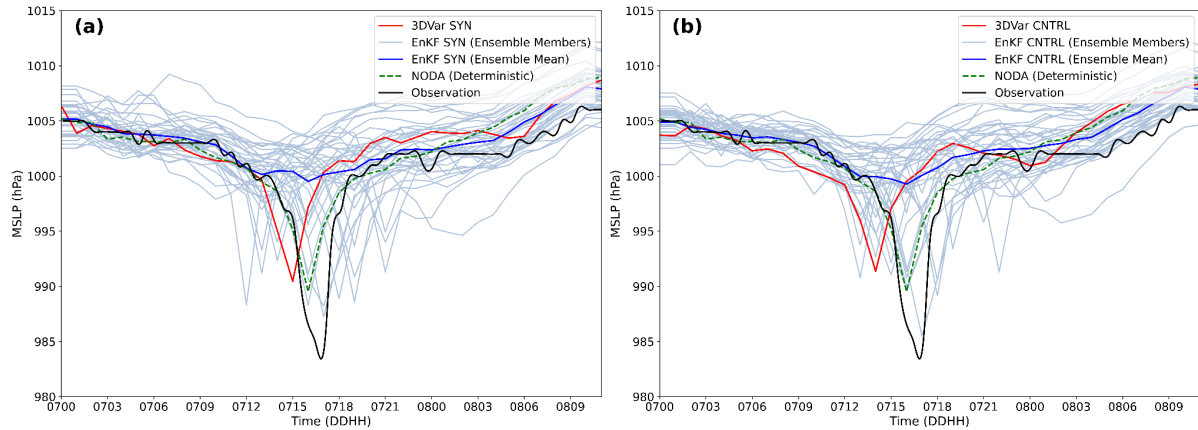 (a)
3DVar SYN
EnKF SYN (Ensemble Members)
EnKF SYN (Ensemble Mean)
NODA (Deterministic)
Observation
MSLP (hPa)
1015
1010
1005
1000
995
990
985
980
0700 0703 0706 0709 0712 0715 0718 0721 0800 0803 0806 0809
Time (DDHH)
(b)
3DVar CNTRL
EnKF CNTRL (Ensemble Members)
EnKF CNTRL (Ensemble Mean)
NODA (Deterministic)
Observation
MSLP (hPa)
1015
1010
1005
1000
995
990
985
980
0700 0703 0706 0709 0712 0715 0718 0721 0800 0803 0806 0809
Time (DDHH)